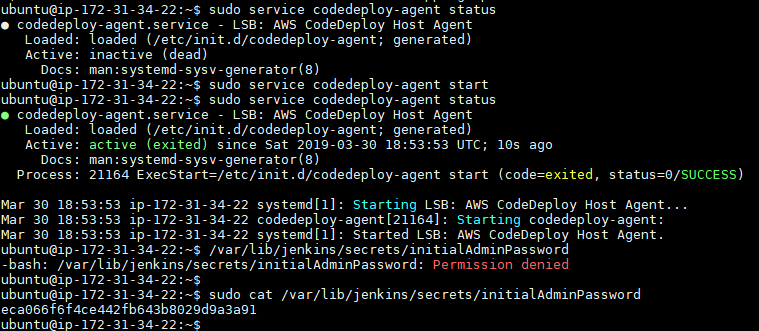 ubuntu@ip-172-31-34-22:~$ sudo service codedeploy-agent status
● codedeploy-agent.service - LSB: AWS CodeDeploy Host Agent
   Loaded: loaded (/etc/init.d/codedeploy-agent; generated)
   Active: inactive (dead)
     Docs: man:systemd-sysv-generator(8)
ubuntu@ip-172-31-34-22:~$ sudo service codedeploy-agent start
ubuntu@ip-172-31-34-22:~$ sudo service codedeploy-agent status
● codedeploy-agent.service - LSB: AWS CodeDeploy Host Agent
   Loaded: loaded (/etc/init.d/codedeploy-agent; generated)
   Active: active (exited) since Sat 2019-03-30 18:53:53 UTC; 10s ago
     Docs: man:systemd-sysv-generator(8)
  Process: 21164 ExecStart=/etc/init.d/codedeploy-agent start (code=exited, status=0/SUCCESS)

Mar 30 18:53:53 ip-172-31-34-22 systemd[1]: Starting LSB: AWS CodeDeploy Host Agent...
Mar 30 18:53:53 ip-172-31-34-22 codedeploy-agent[21164]: Starting codedeploy-agent:
Mar 30 18:53:53 ip-172-31-34-22 systemd[1]: Started LSB: AWS CodeDeploy Host Agent.
ubuntu@ip-172-31-34-22:~$ /var/lib/jenkins/secrets/initialAdminPassword
-bash: /var/lib/jenkins/secrets/initialAdminPassword: Permission denied
ubuntu@ip-172-31-34-22:~$
ubuntu@ip-172-31-34-22:~$ sudo cat /var/lib/jenkins/secrets/initialAdminPassword
eca066f6f4ce442fb643b8029d9a3a91
ubuntu@ip-172-31-34-22:~$